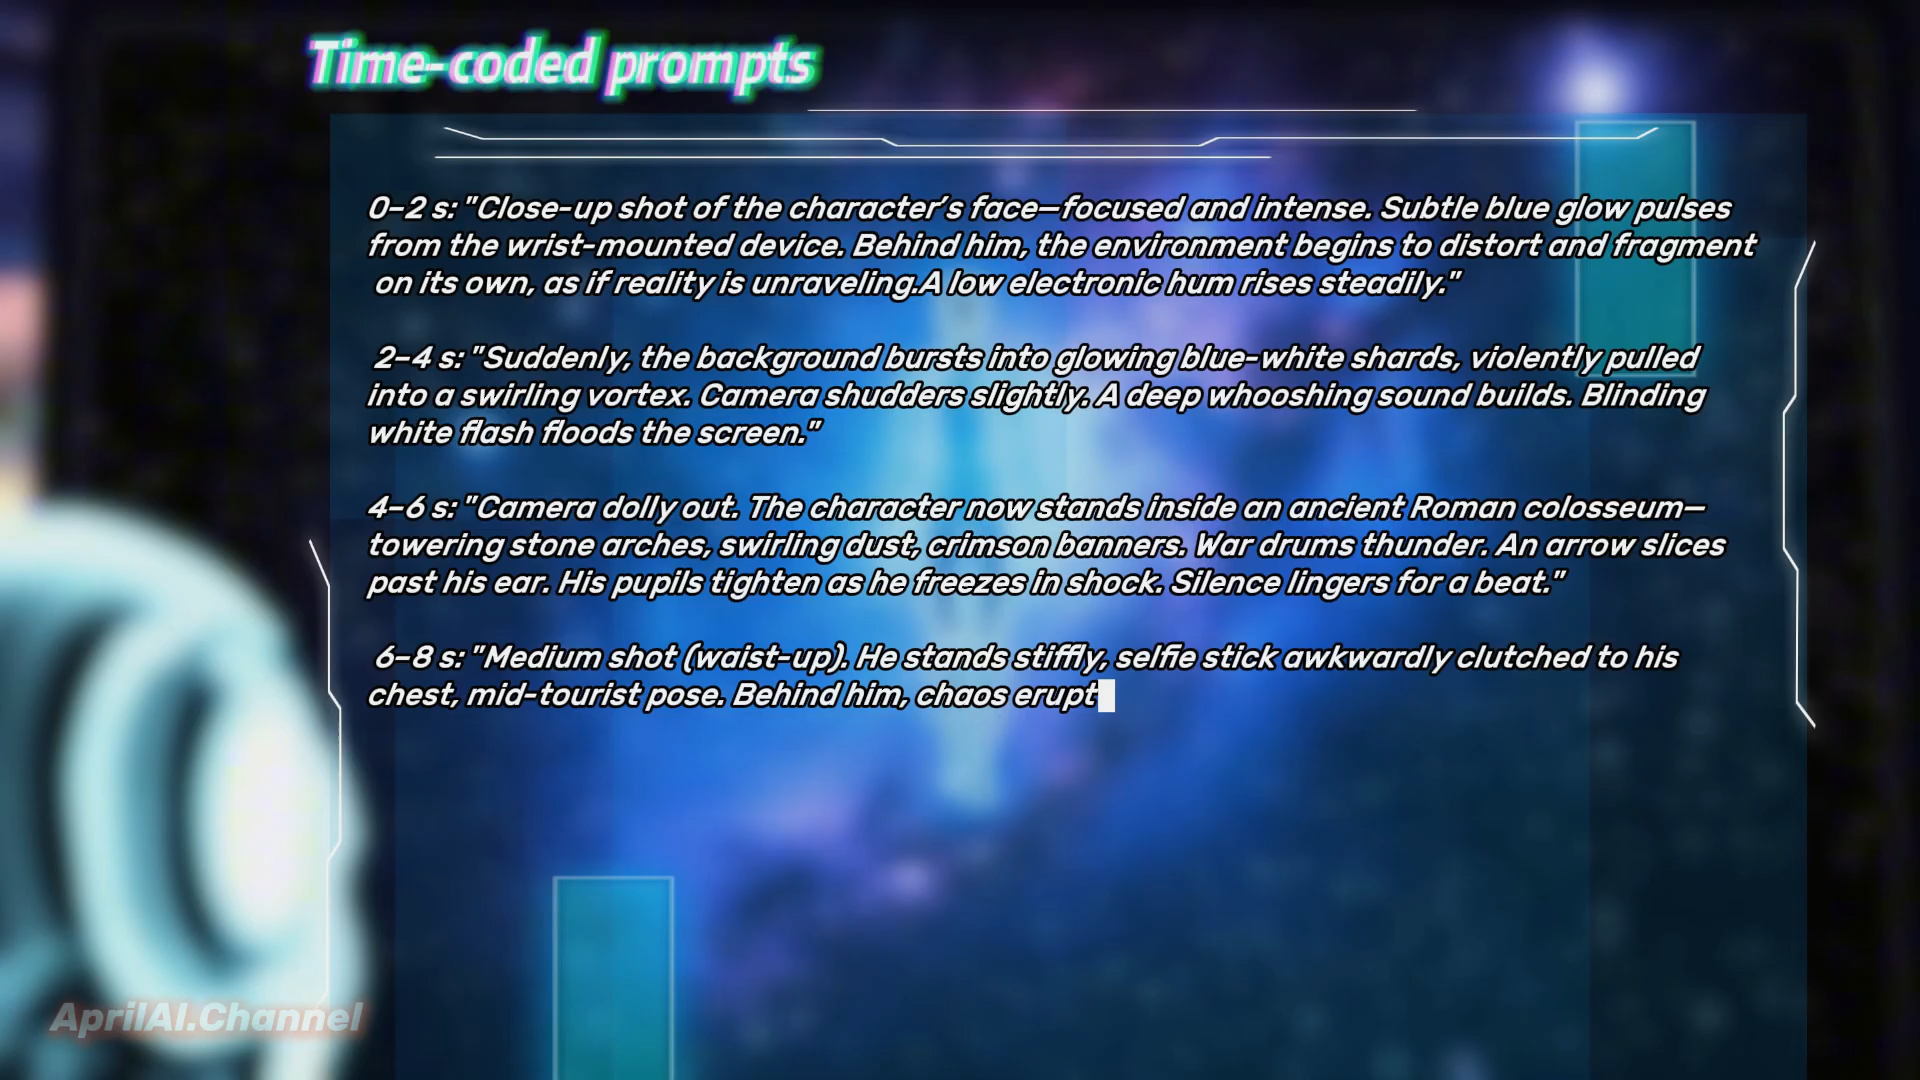 Time-coded prompts
0-2 s: "Close-up shot of the character's face—focused and intense. Subtle blue glow pulses
from the wrist-mounted device. Behind him, the environment begins to distort and fragment
on its own, as if reality is unraveling.A low electronic hum rises steadily."
2-4 s: "Suddenly, the background bursts into glowing blue-white shards, violently pulled
into a swirling vortex. Camera shudders slightly. A deep whooshing sound builds. Blinding
white flash floods the screen."
4-6 s: "Camera dolly out. The character now stands inside an ancient Roman colosseum—
towering stone arches, swirling dust, crimson banners. War drums thunder. An arrow slices
past his ear. His pupils tighten as he freezes in shock. Silence lingers for a beat."
6-8 s: "Medium shot (waist-up). He stands stiffly, selfie stick awkwardly clutched to his
chest, mid-tourist pose. Behind him, chaos erupt
AprilAI.Channel